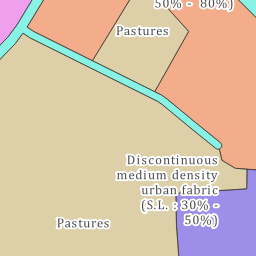 50% - 80%)
Pastures
Discontinuous
medium density
urban fabric
(S.L. : 30% -
50%)
Pastures